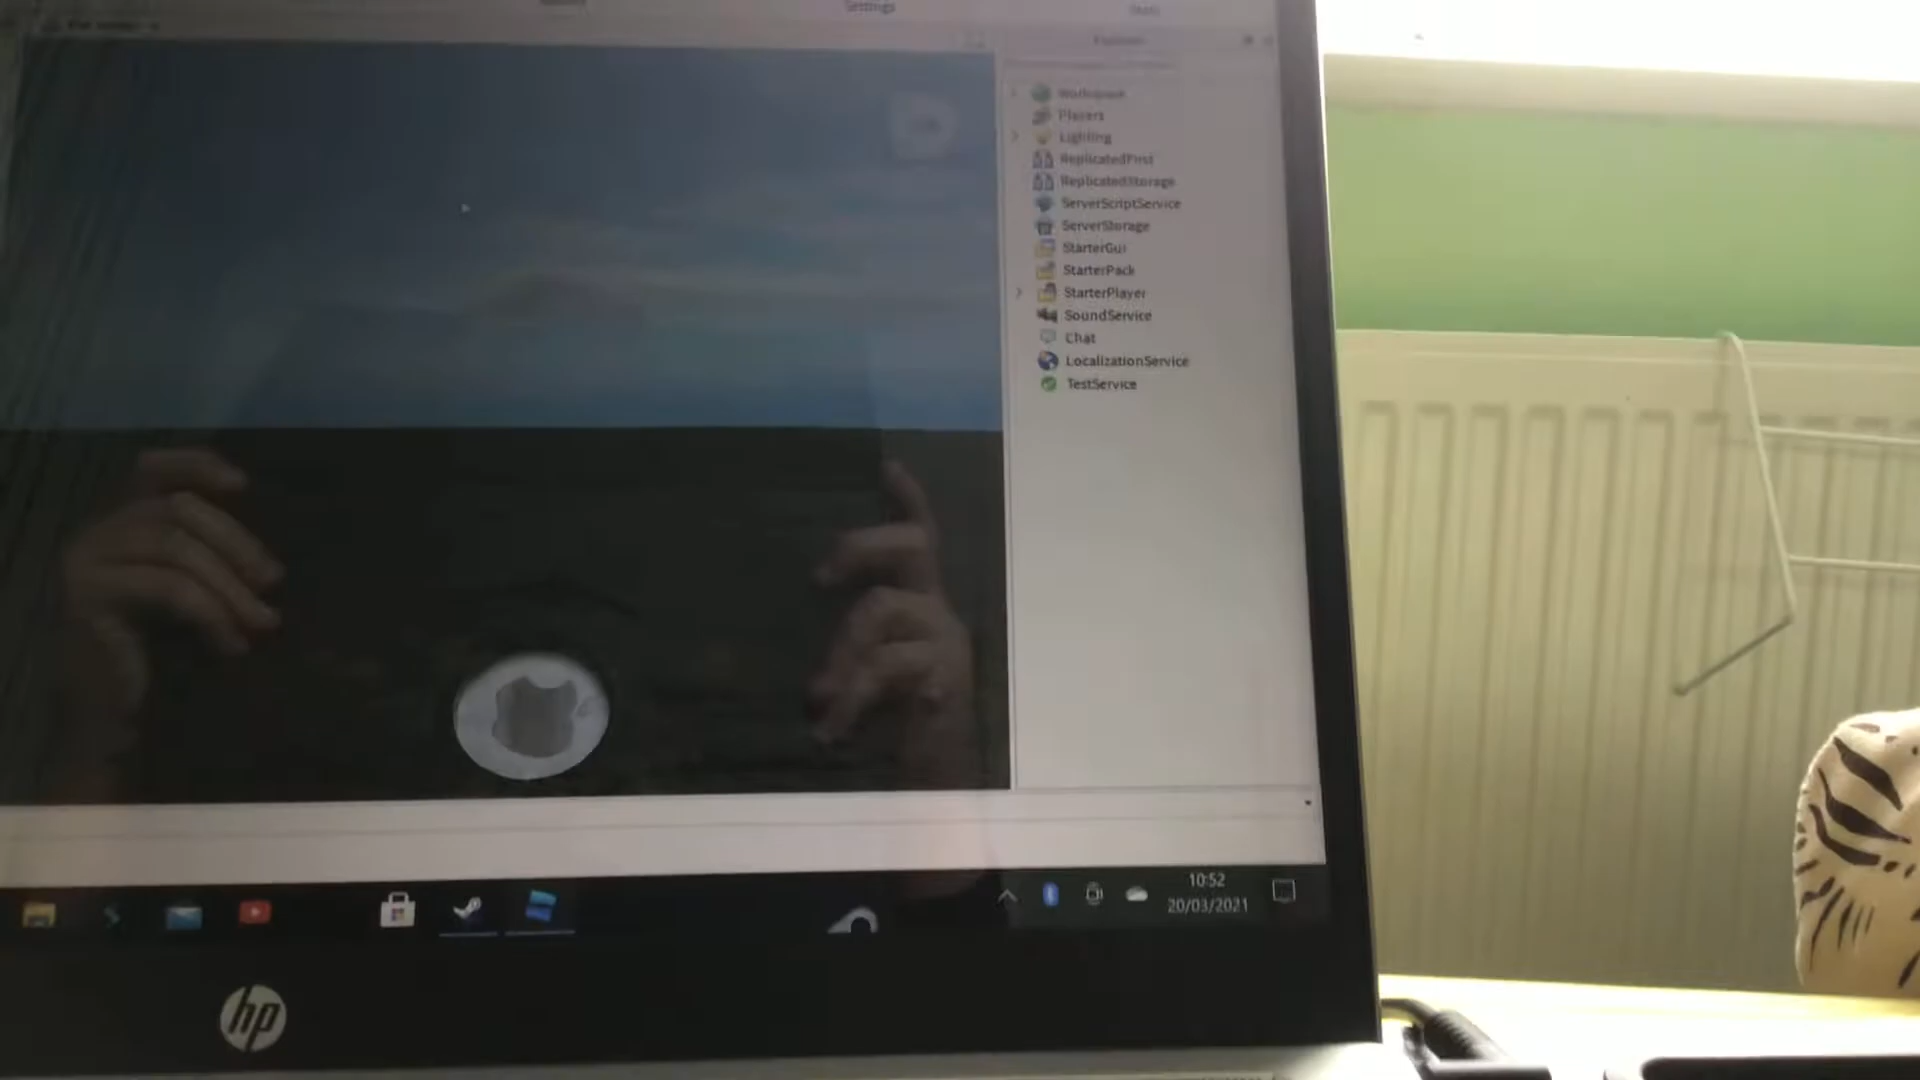 Settings
Workspace
Players
Lighting
ReplicatedFirst
ReplicatedStorage
ServerScriptService
ServerStorage
StarterGui
StarterPack
StarterPlayer
SoundService
Chat
LocalizationService
TestService
10:52
20/03/2021
hp